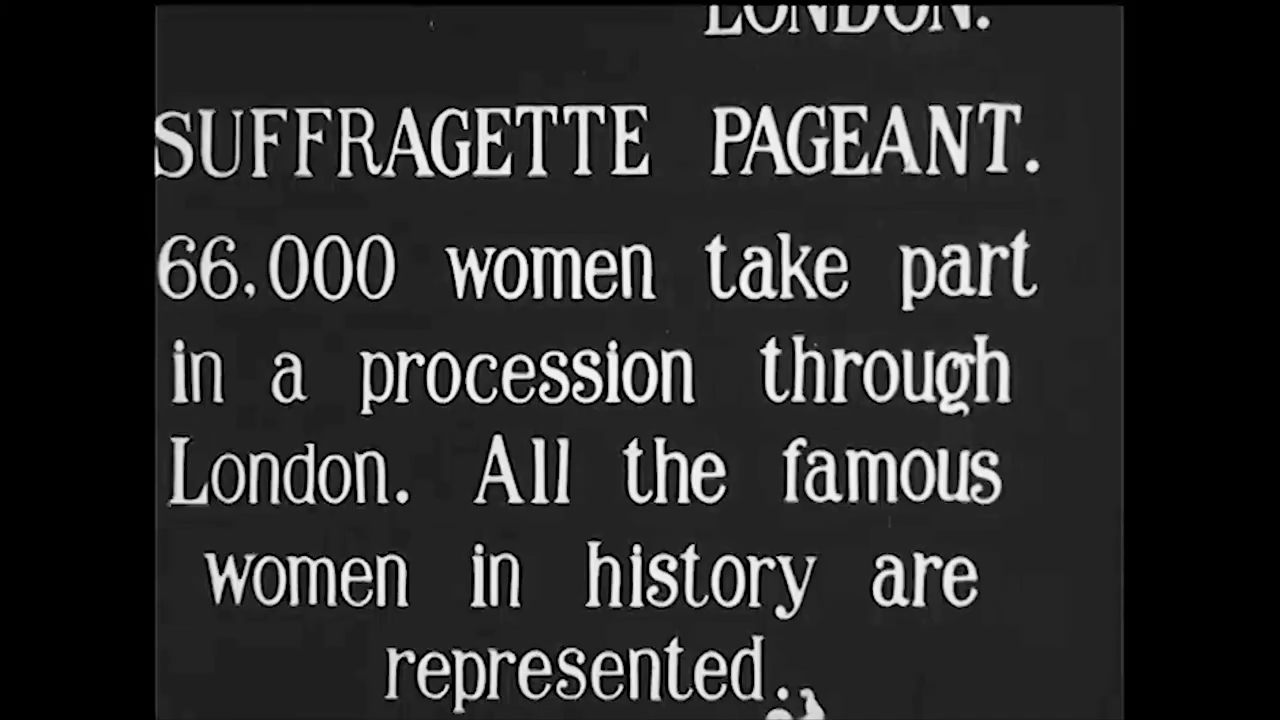 LONDON.
SUFFRAGETTE PAGEANT.
66,000 women take part
in a procession through
London. All the famous
women in history are
represented.